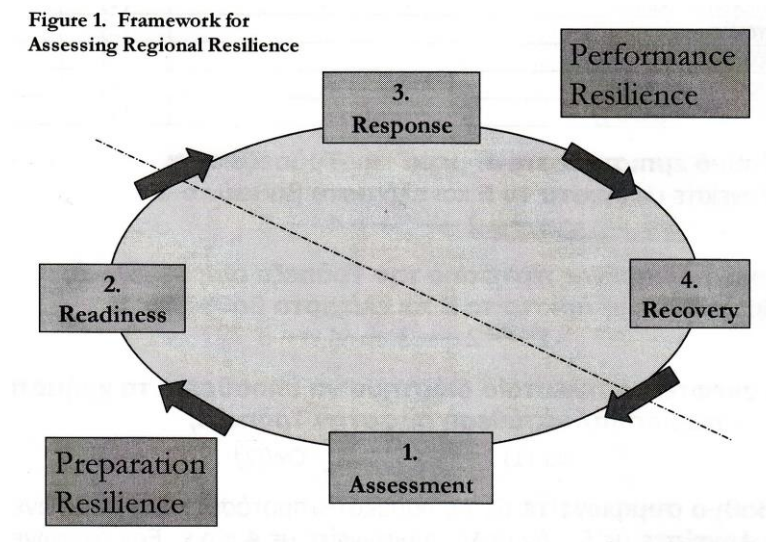 Figure 1. Framework for
Assessing Regional Resilience
Performance
Resilience
3.
Response
2.
Readiness
4.
Recovery
Preparation
Resilience
1.
Assessment